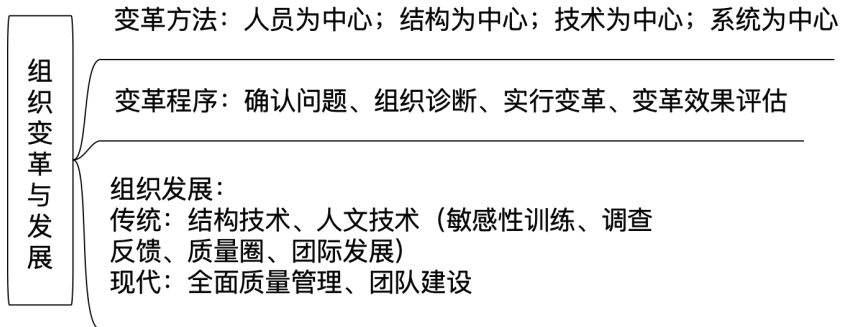 组织变革与发展
变革方法：人员为中心；结构为中心；技术为中心；系统为中心
变革程序：确认问题、组织诊断、实行变革、变革效果评估
组织发展：
传统：结构技术、人文技术（敏感性训练、调查
反馈、质量圈、团际发展）
现代：全面质量管理、团队建设